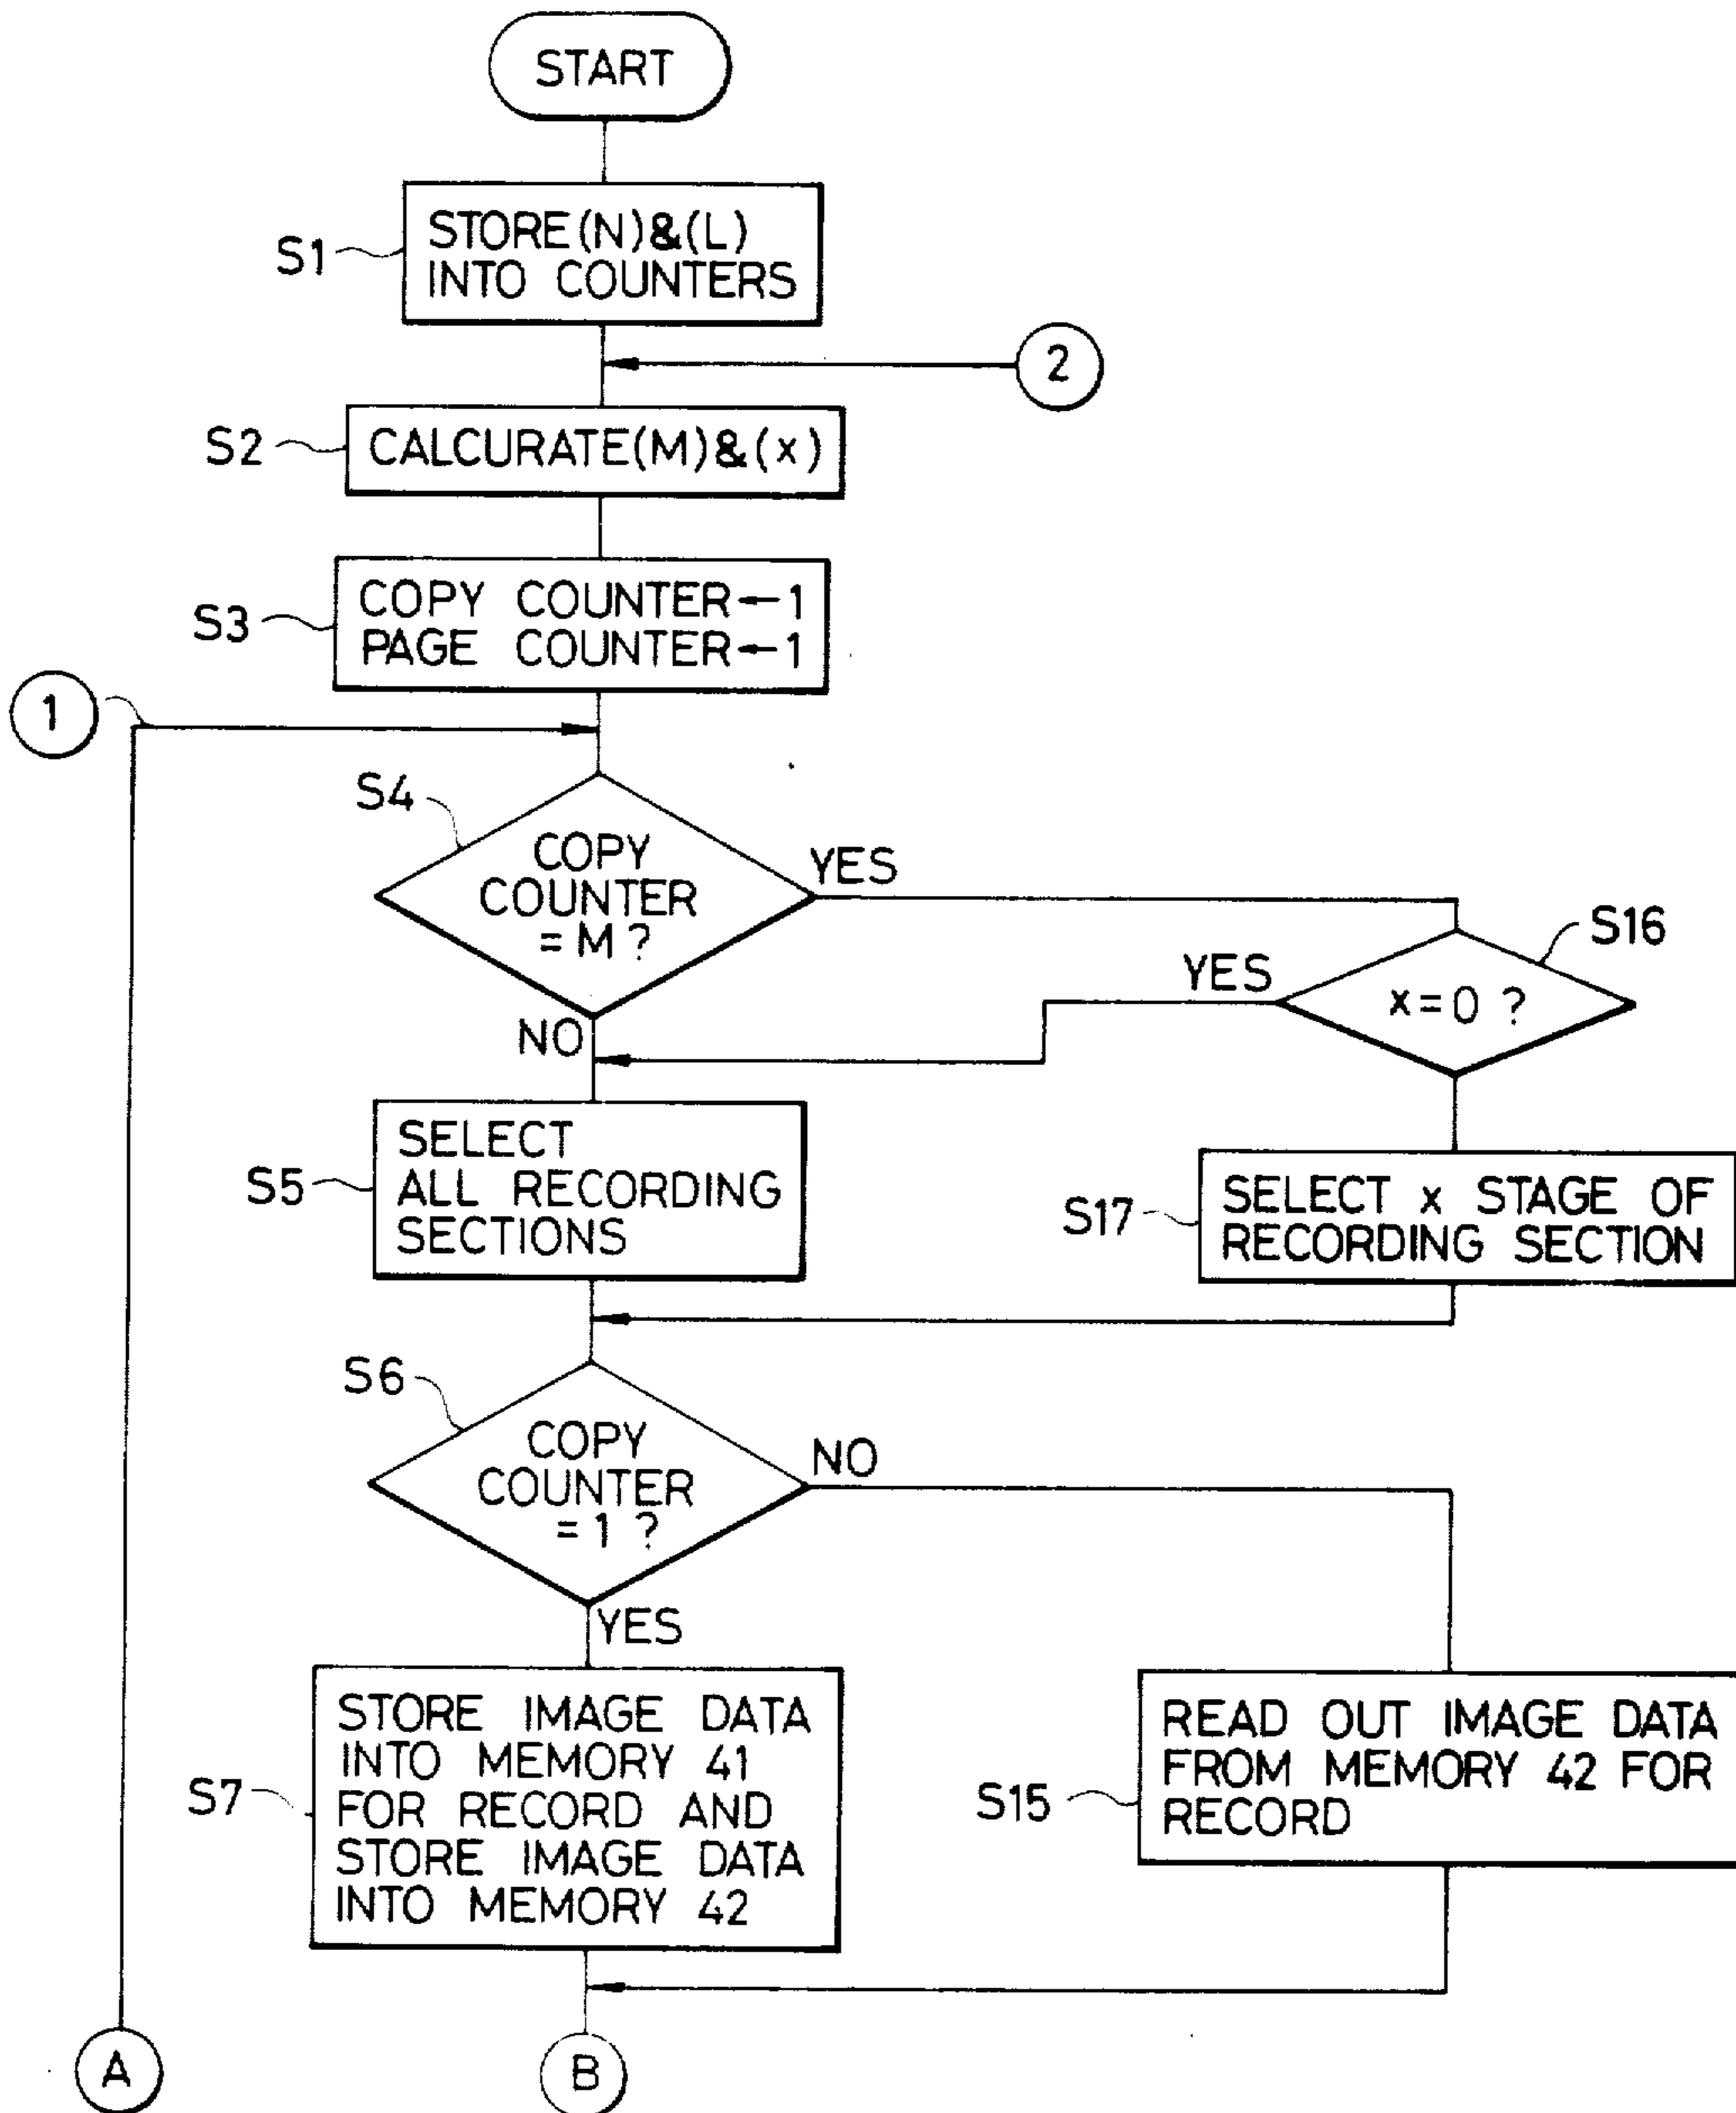 START
S1
STORE(N)&(L)
INTO COUNTERS
2
S2
CALCURATE(M)&(x)
S3
COPY COUNTER←1
PAGE COUNTER←1
1
S4
COPY
COUNTER
=M?
YES
NO
S16
x=0 ?
YES
S5
SELECT
ALL RECORDING
SECTIONS
S17
SELECT x STAGE OF
RECORDING SECTION
S6
COPY
COUNTER
=1?
NO
YES
S7
STORE IMAGE DATA
INTO MEMORY 41
FOR RECORD AND
STORE IMAGE DATA
INTO MEMORY 42
S15
READ OUT IMAGE DATA
FROM MEMORY 42 FOR
RECORD
A
B